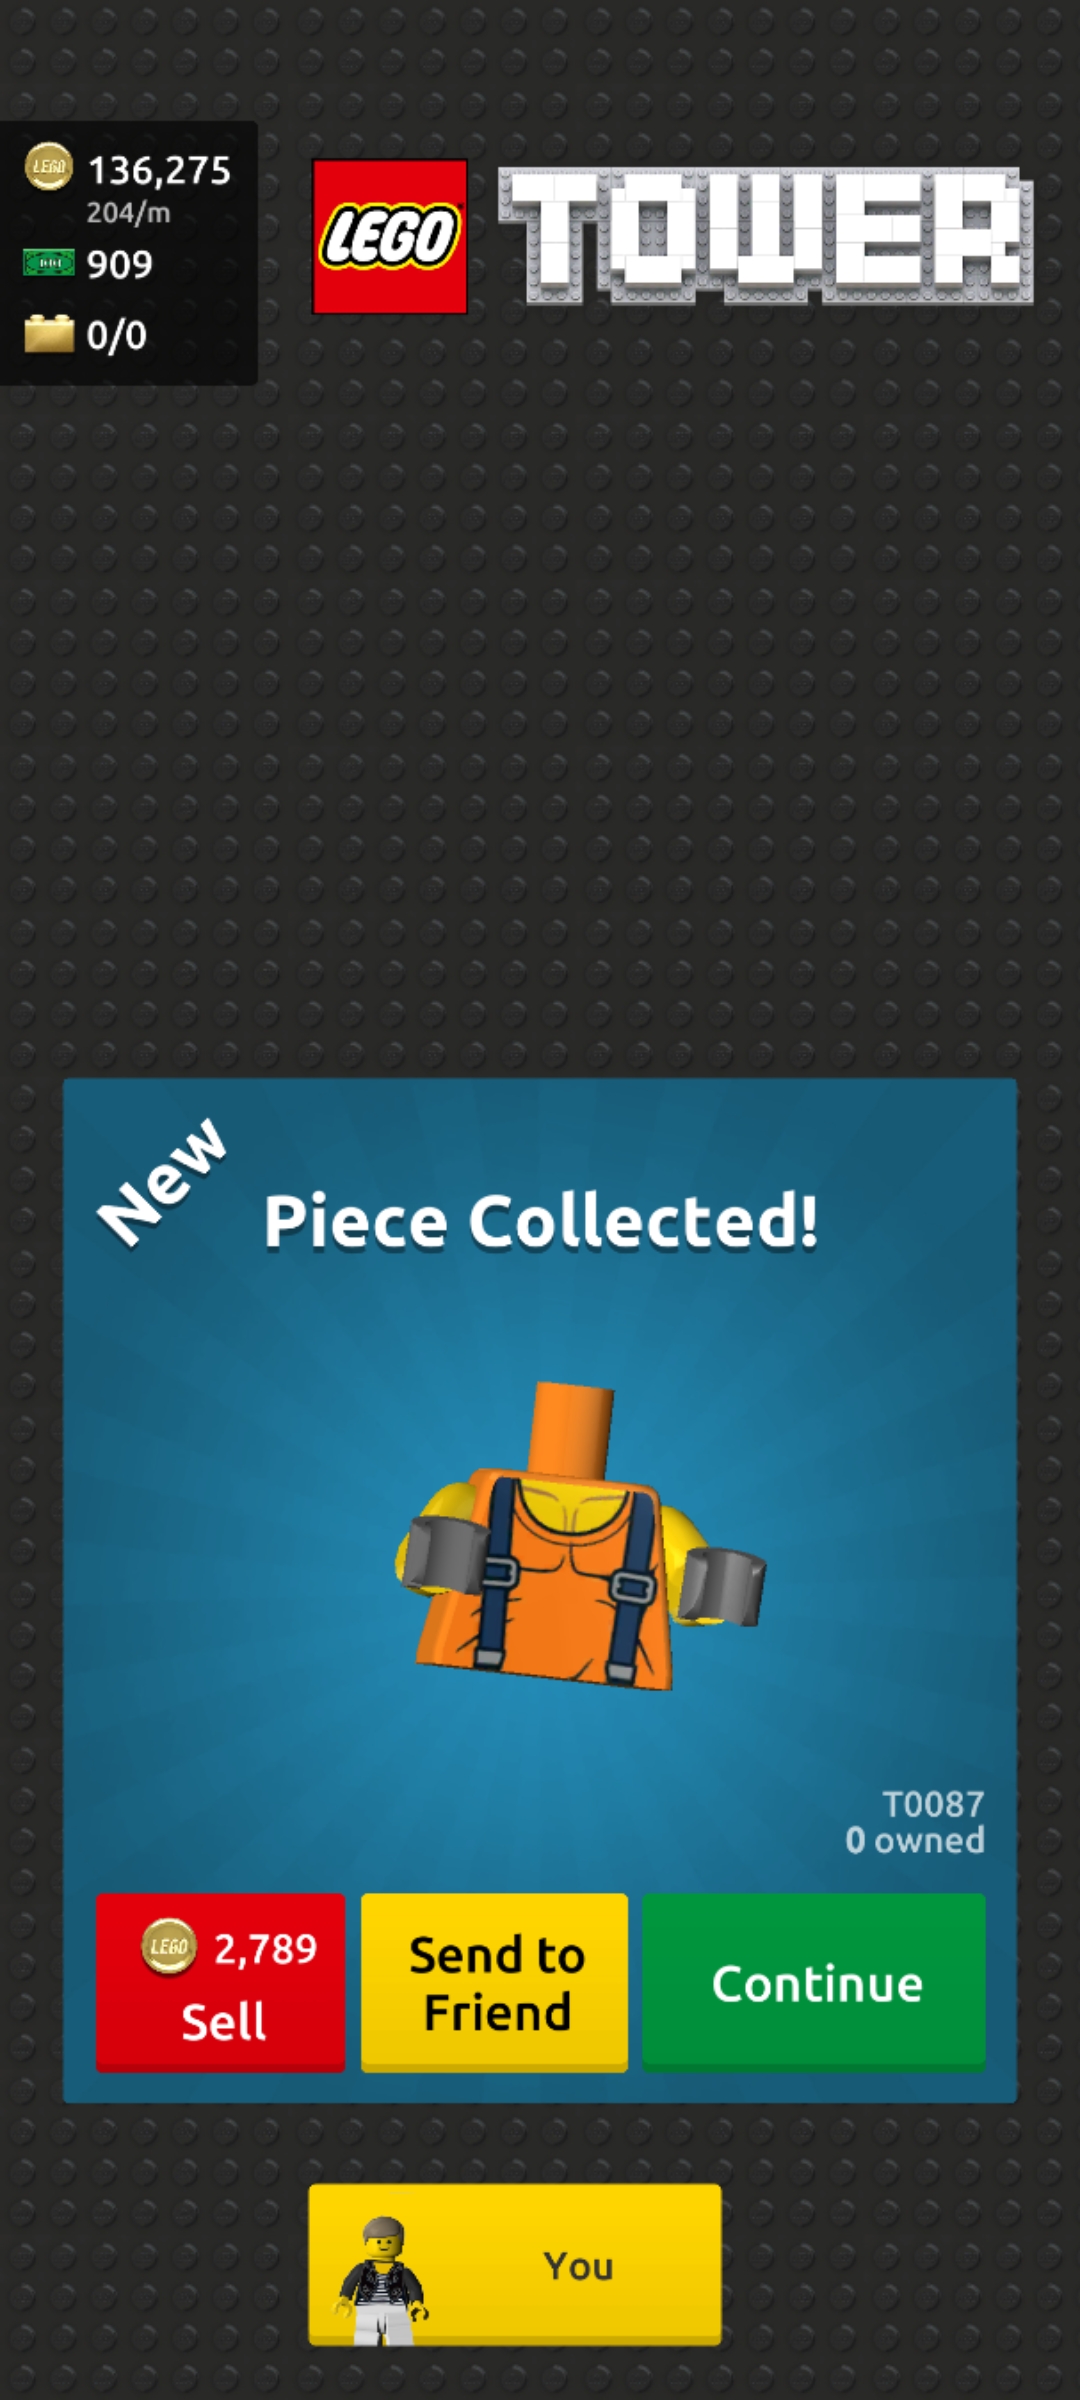 LEGO 136,275
204/m
909
0/0
LEGO TOWER
New
Piece Collected!
T0087
0 owned
LEGO 2,789
Sell
Send to
Friend
Continue
You